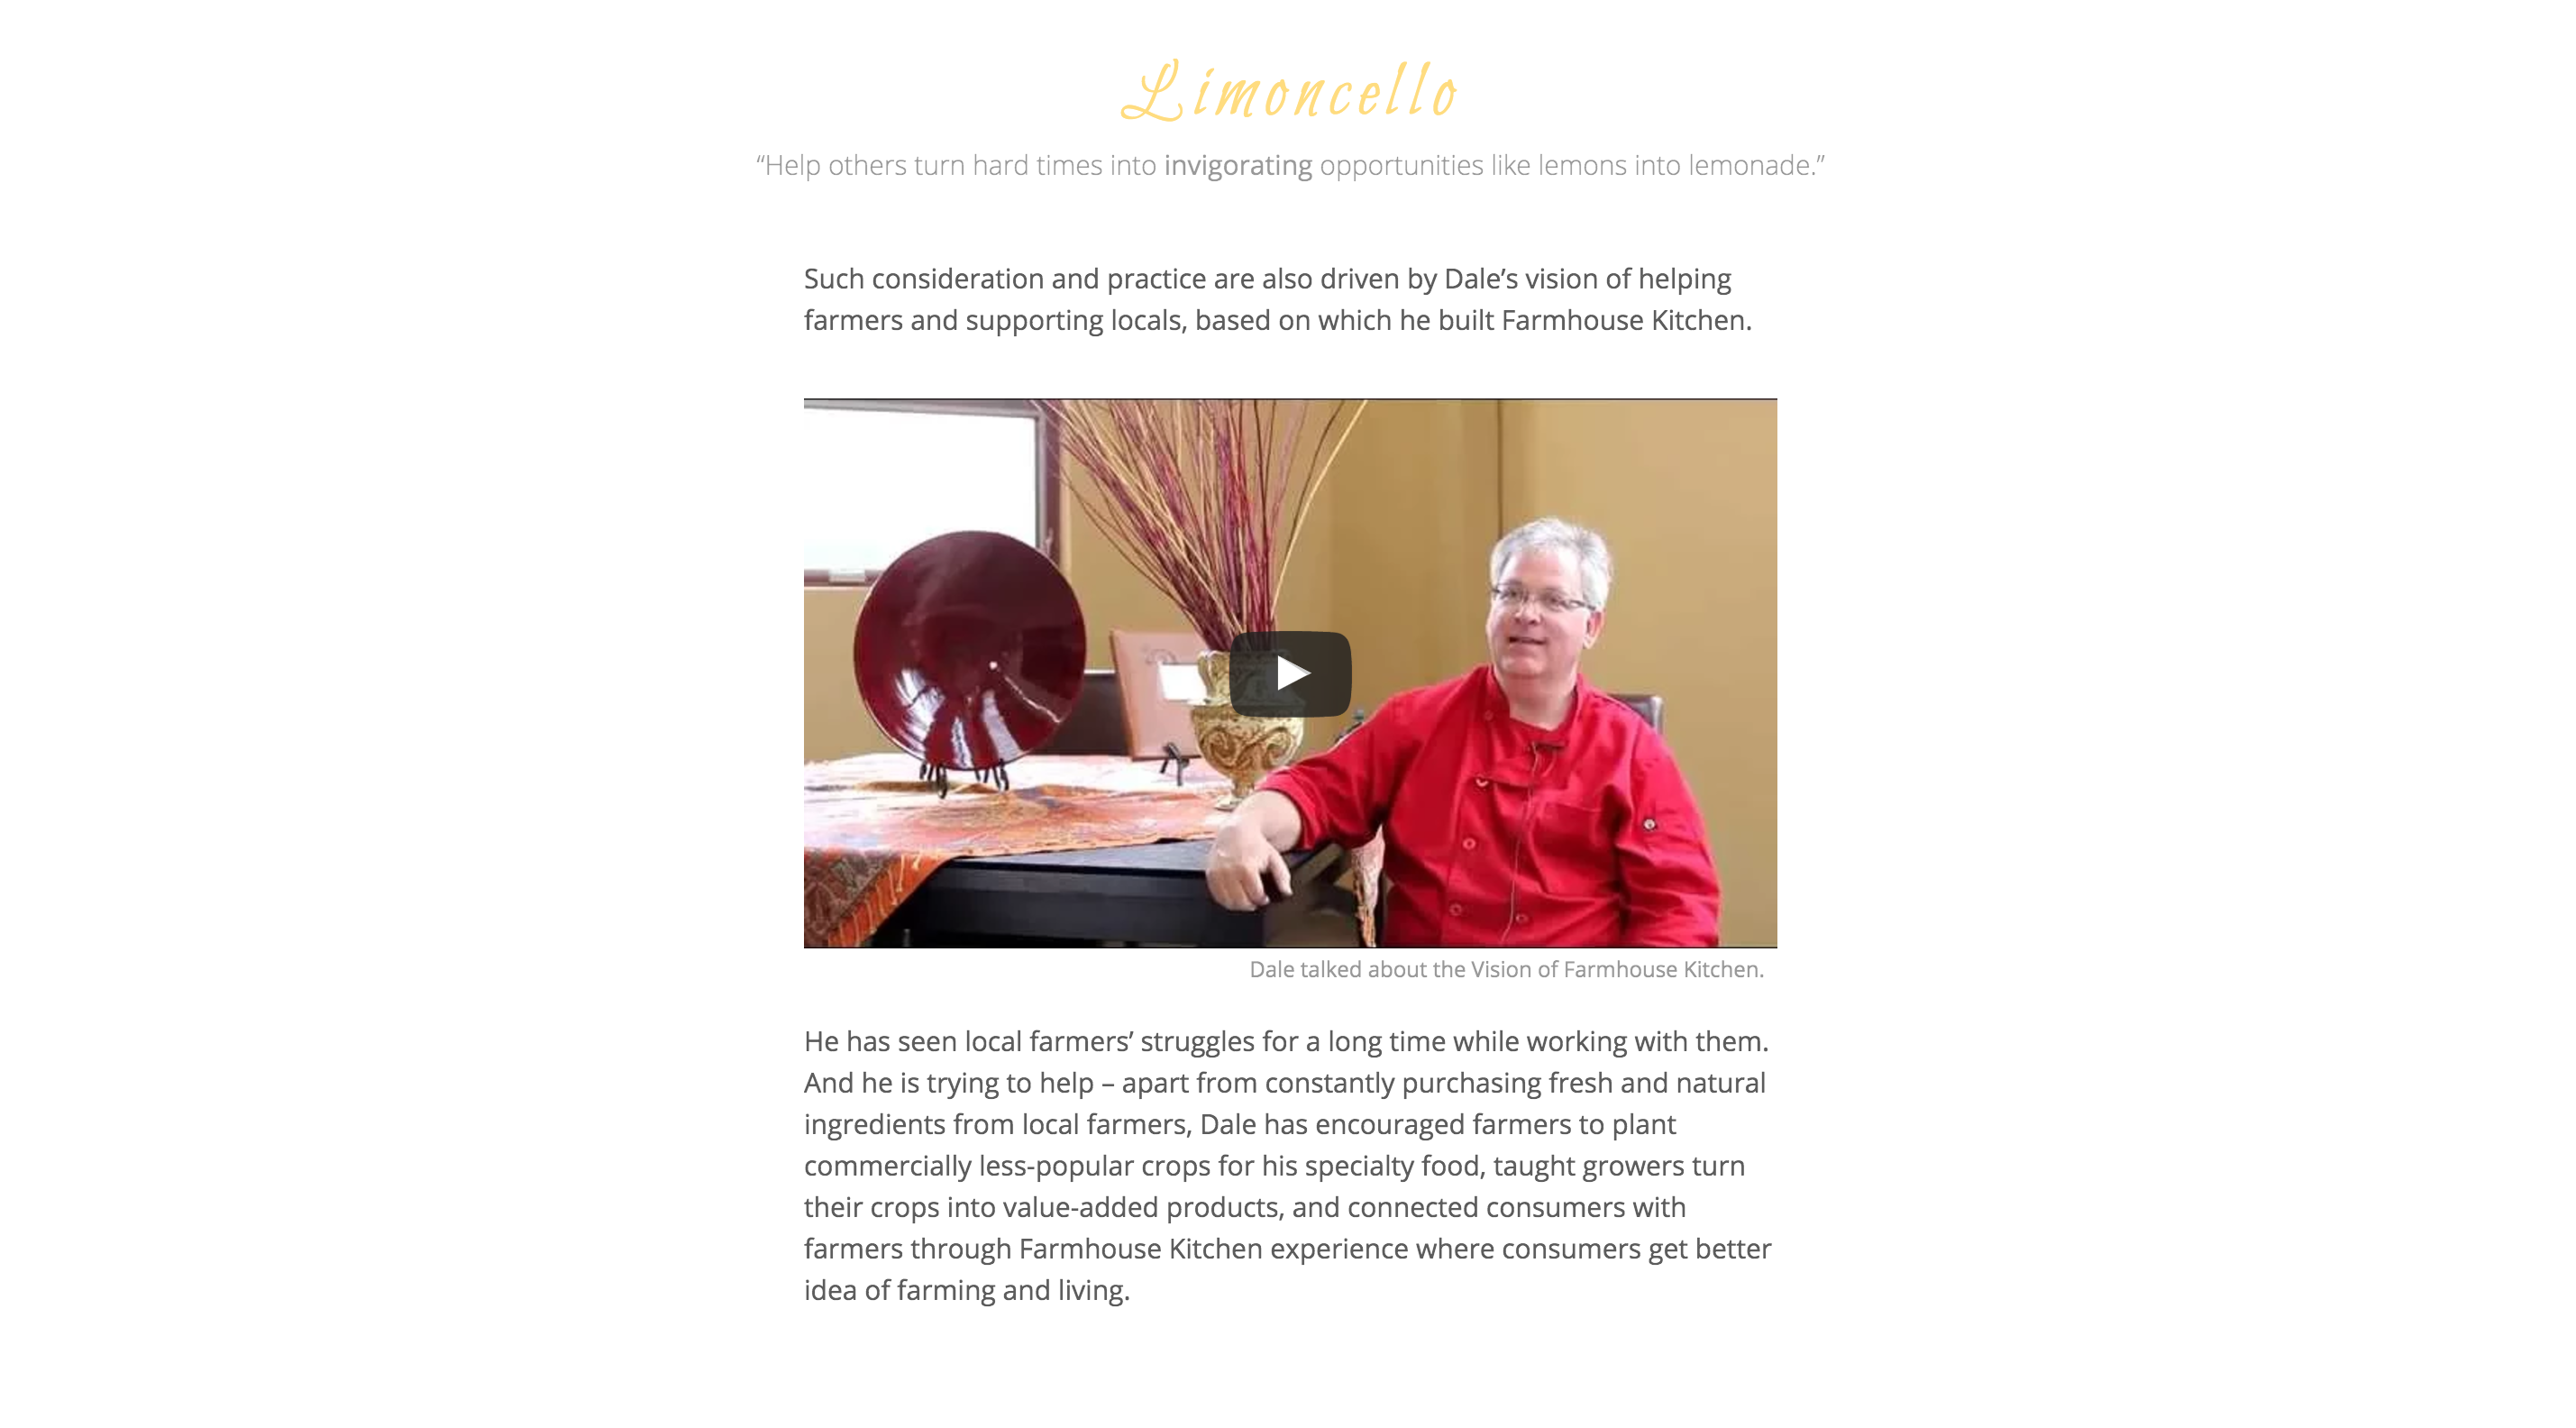 Limoncello
“Help others turn hard times into invigorating opportunities like lemons into lemonade.”
Such consideration and practice are also driven by Dale’s vision of helping
farmers and supporting locals, based on which he built Farmhouse Kitchen.
Dale talked about the Vision of Farmhouse Kitchen.
He has seen local farmers’ struggles for a long time while working with them.
And he is trying to help – apart from constantly purchasing fresh and natural
ingredients from local farmers, Dale has encouraged farmers to plant
commercially less-popular crops for his specialty food, taught growers turn
their crops into value-added products, and connected consumers with
farmers through Farmhouse Kitchen experience where consumers get better
idea of farming and living.